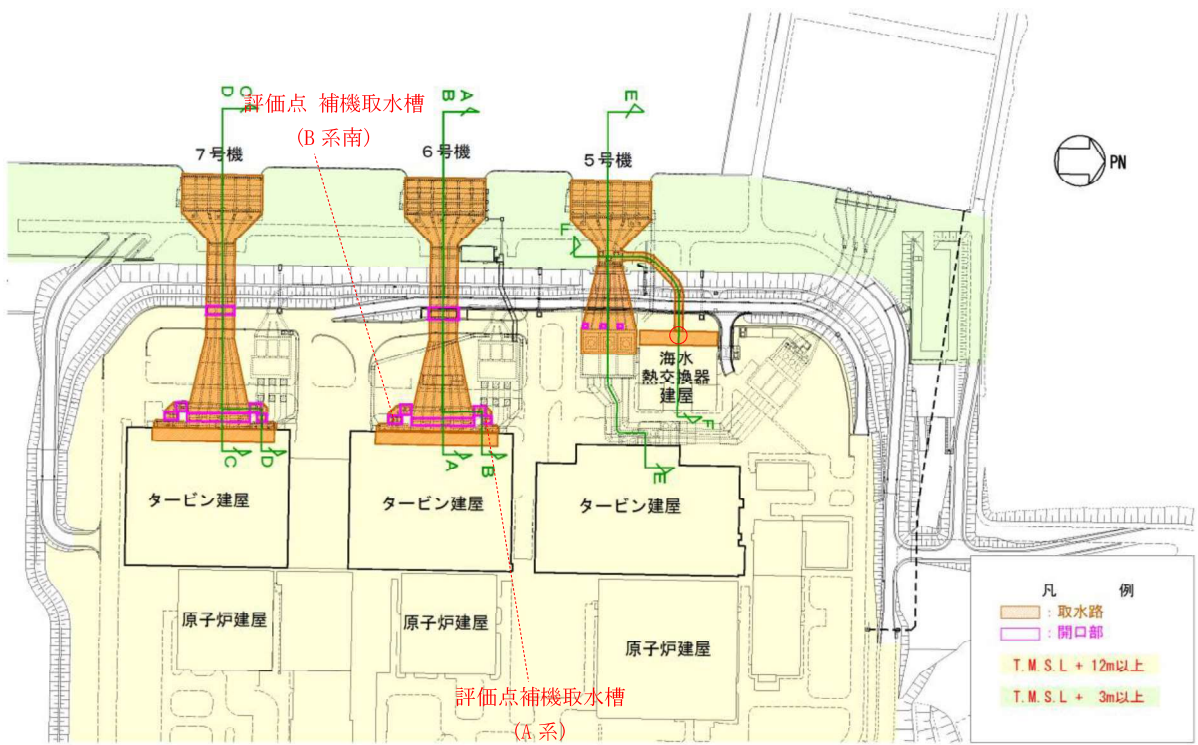 D C
評価点 補機取水槽
(B 系南)
B A
E
7号機
6号機
5号機
PN
F
海水
熱交換器
建屋
F
C D
A B
E
タービン建屋
タービン建屋
タービン建屋
原子炉建屋
原子炉建屋
原子炉建屋
評価点補機取水槽
(A 系)
凡 例
: 取水路
: 開口部
T.M.S.L + 12m以上
T.M.S.L + 3m以上